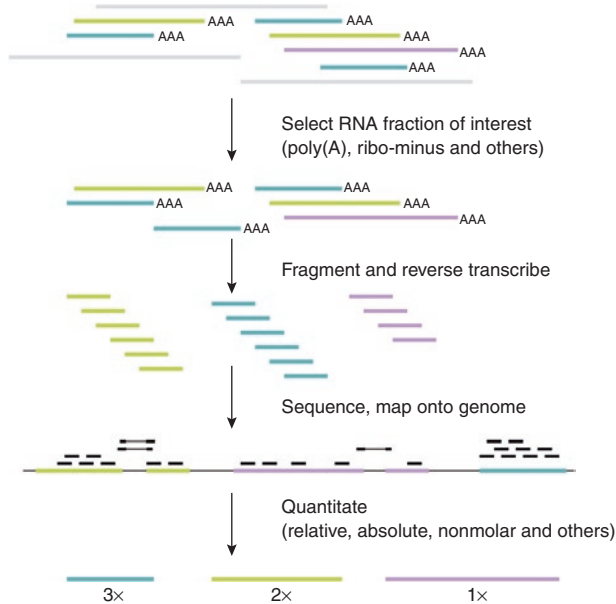 AAA AAA
AAA AAA
AAA
AAA
Select RNA fraction of interest
(poly(A), ribo-minus and others)
AAA AAA
AAA AAA
AAA
AAA
Fragment and reverse transcribe
Sequence, map onto genome
Quantitate
(relative, absolute, nonmolar and others)
3× 2× 1×